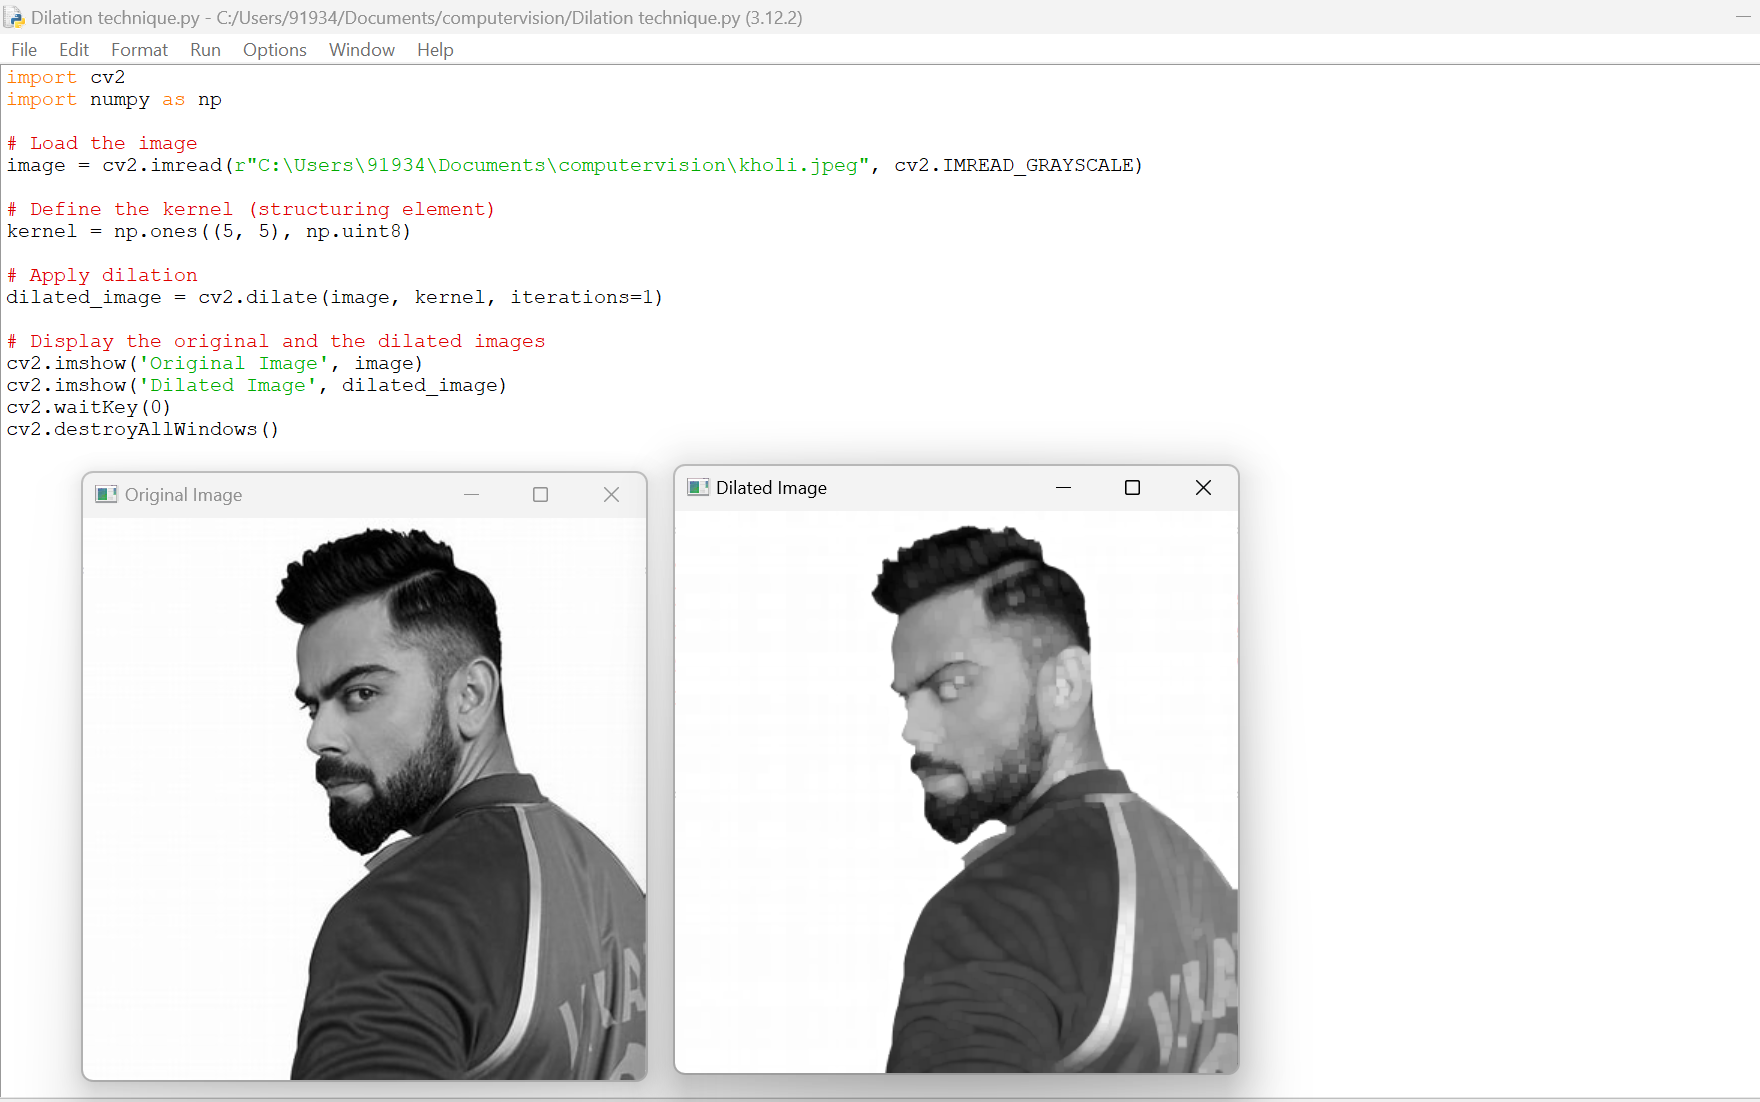 Dilation technique.py - C:/Users/91934/Documents/computervision/Dilation technique.py (3.12.2)
File Edit Format Run Options Window Help
import cv2
import numpy as np
# Load the image
image = cv2.imread(r"C:\Users\91934\Documents\computervision\kholi.jpeg", cv2.IMREAD_GRAYSCALE)
# Define the kernel (structuring element)
kernel = np.ones((5, 5), np.uint8)
# Apply dilation
dilated_image = cv2.dilate(image, kernel, iterations=1)
# Display the original and the dilated images
cv2.imshow('Original Image', image)
cv2.imshow('Dilated Image', dilated_image)
cv2.waitKey(0)
cv2.destroyAllWindows()
Original Image
Dilated Image